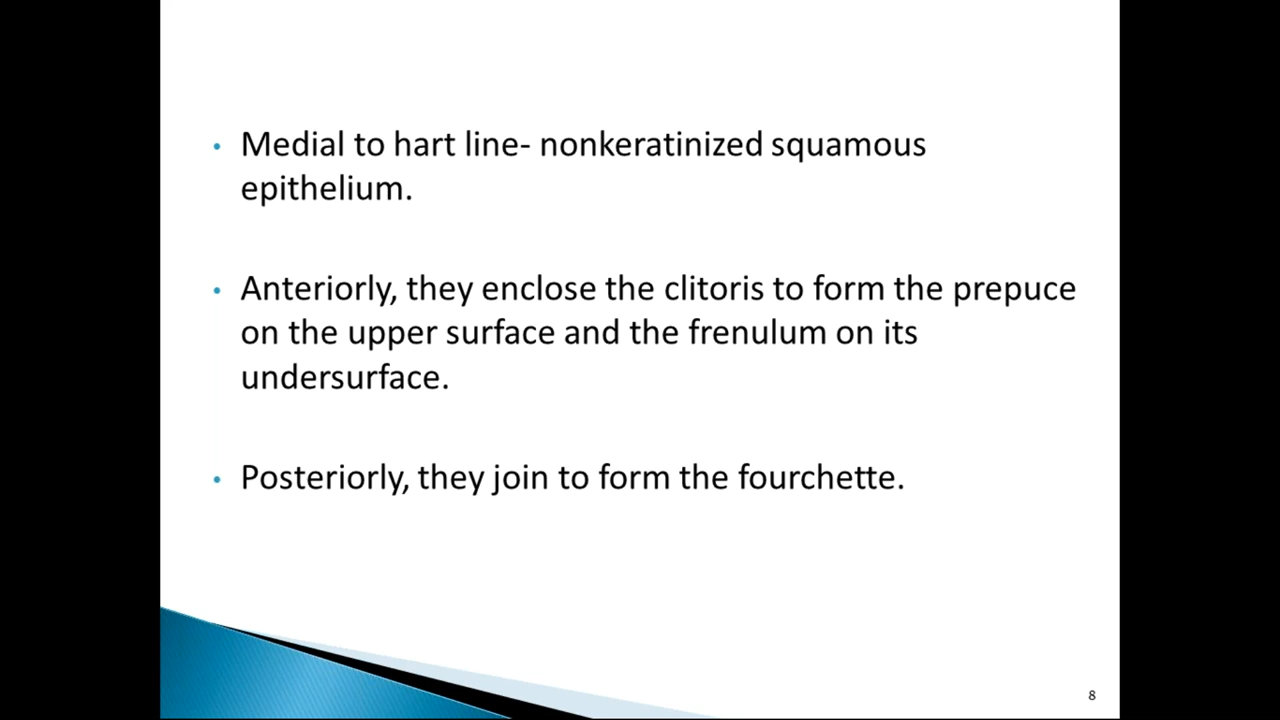 • Medial to hart line- nonkeratinized squamous
epithelium.
• Anteriorly, they enclose the clitoris to form the prepuce
on the upper surface and the frenulum on its
undersurface.
• Posteriorly, they join to form the fourchette.
8